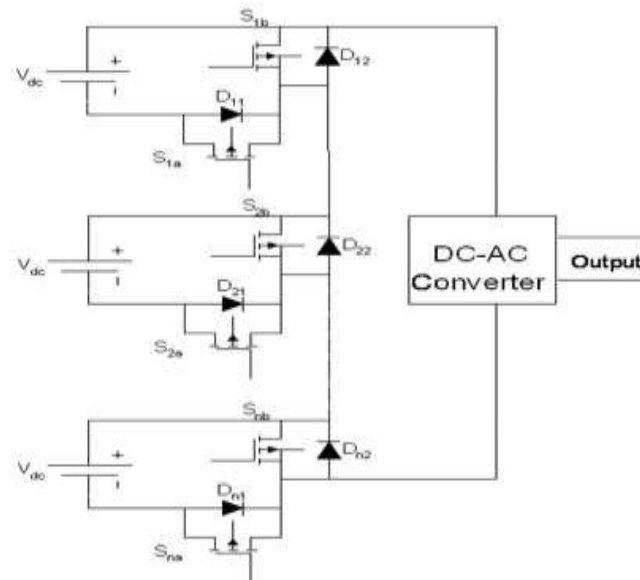 S1b
+
Vdc
D12
D11
S1a
S2b
+
Vdc
D22
D21
S2a
DC-AC
Converter
Output
Snb
+
Vdc
Dn2
Dn1
Sna